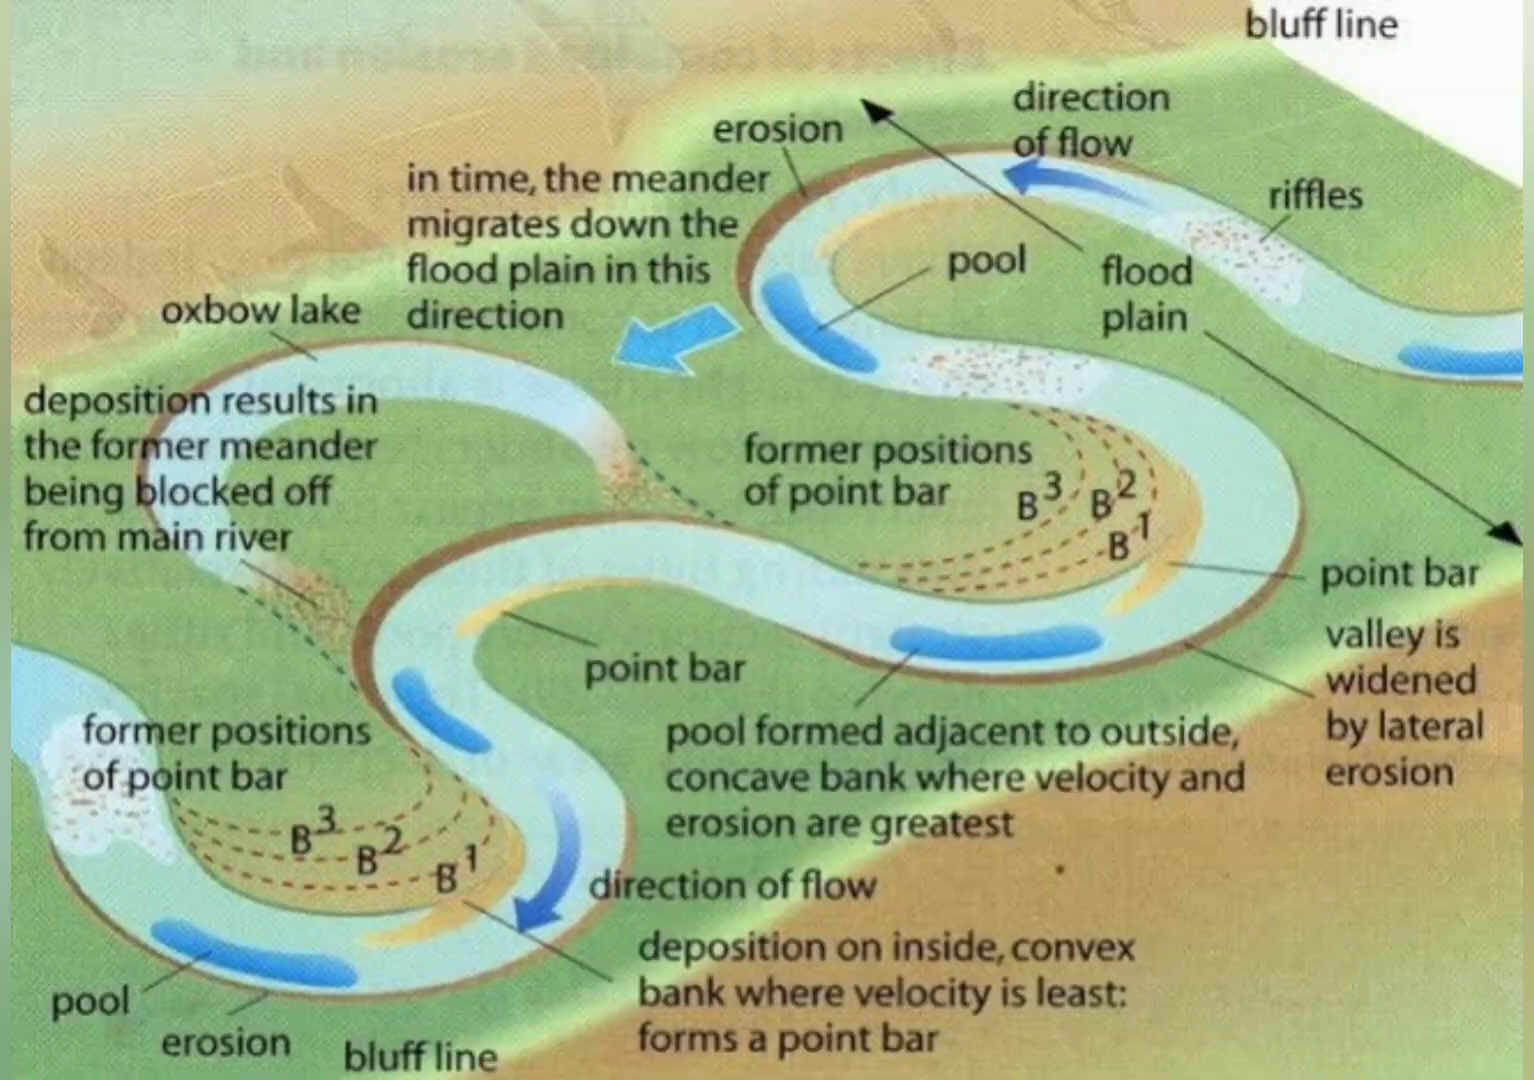 bluff line
direction
of flow
erosion
in time, the meander
migrates down the
flood plain in this
direction
riffles
pool
flood
plain
oxbow lake
deposition results in
the former meander
being blocked off
from main river
former positions
of point bar
B3
B2
B1
point bar
valley is
widened
by lateral
erosion
point bar
pool formed adjacent to outside,
concave bank where velocity and
erosion are greatest
former positions
of point bar
B3
B2
B1
direction of flow
deposition on inside, convex
bank where velocity is least:
forms a point bar
pool
erosion
bluff line